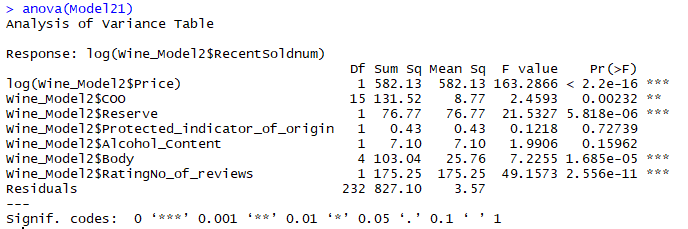 > anova(Model21)
Analysis of Variance Table

Response: log(Wine_Model2$RecentSoldnum)
                                       Df Sum Sq Mean Sq  F value    Pr(>F)
log(Wine_Model2$Price)                  1 582.13  582.13 163.2866 < 2.2e-16 ***
Wine_Model2$COO                        15 131.52    8.77   2.4593   0.00232 **
Wine_Model2$Reserve                     1  76.77   76.77  21.5327 5.818e-06 ***
Wine_Model2$Protected_indicator_of_origin   1   0.43    0.43   0.1218   0.72739
Wine_Model2$Alcohol_Content             1   7.10    7.10   1.9906   0.15962
Wine_Model2$Body                        4 103.04   25.76   7.2255 1.685e-05 ***
Wine_Model2$RatingNo_of_reviews         1 175.25  175.25  49.1573 2.556e-11 ***
Residuals                             232 827.10    3.57
---
Signif. codes:  0 ‘***’ 0.001 ‘**’ 0.01 ‘*’ 0.05 ‘.’ 0.1 ‘ ’ 1